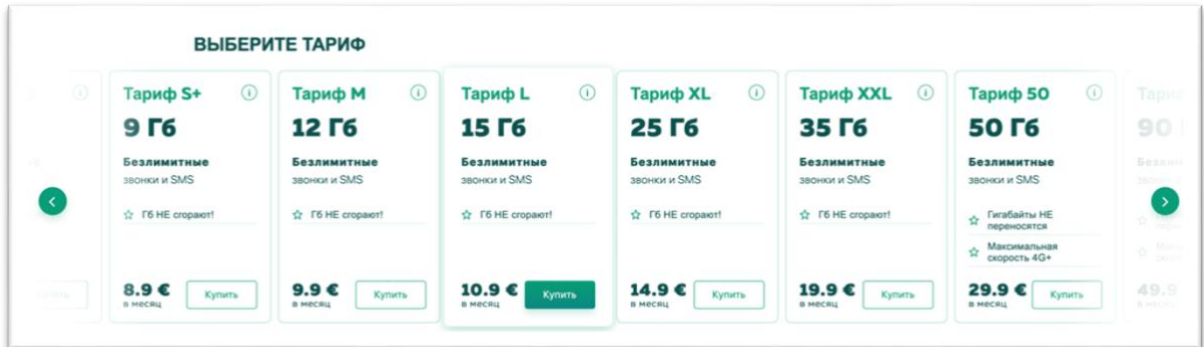 ВЫБЕРИТЕ ТАРИФ
Тариф S+
9 Гб
Безлимитные
звонки и SMS
Гб НЕ сгорают!
8.9 €
в месяц
Купить
Тариф M
12 Гб
Безлимитные
звонки и SMS
Гб НЕ сгорают!
9.9 €
в месяц
Купить
Тариф L
15 Гб
Безлимитные
звонки и SMS
Гб НЕ сгорают!
10.9 €
в месяц
Купить
Тариф XL
25 Гб
Безлимитные
звонки и SMS
Гб НЕ сгорают!
14.9 €
в месяц
Купить
Тариф XXL
35 Гб
Безлимитные
звонки и SMS
Гб НЕ сгорают!
19.9 €
в месяц
Купить
Тариф 50
50 Гб
Безлимитные
звонки и SMS
Гигабайты НЕ
переносятся
Максимальная
скорость 4G+
29.9 €
в месяц
Купить
90
49.9
в месяц